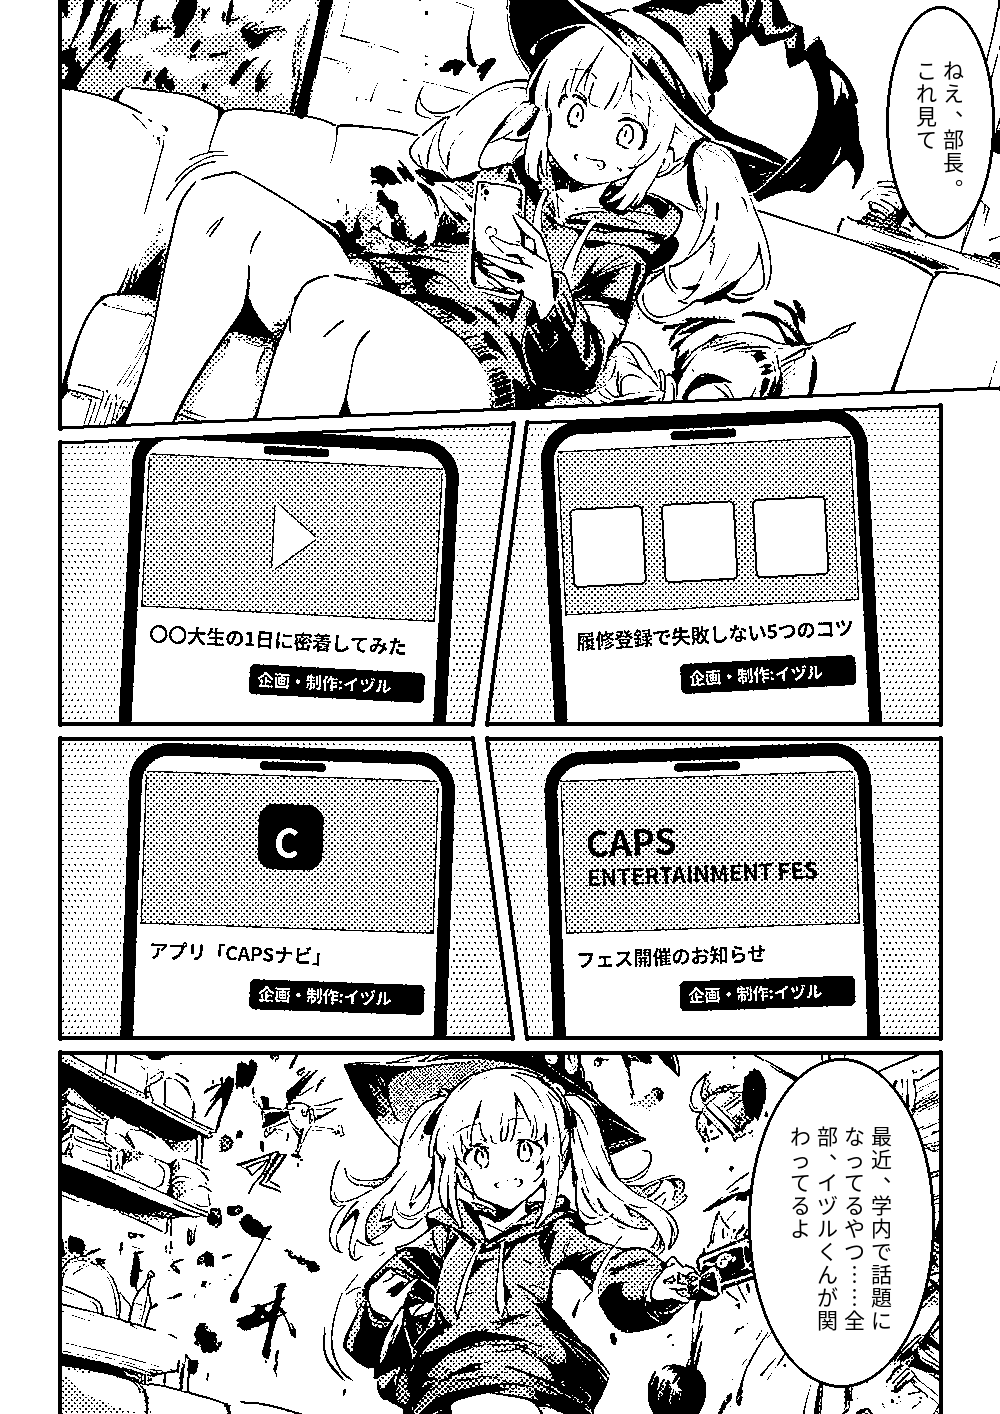 ねえ、部長。
これ見て
履修登録で失敗しない5つのコツ
企画・制作:イヅル
〇〇大生の1日に密着してみた
企画・制作:イヅル
CAPS
ENTERTAINMENT FES
フェス開催のお知らせ
企画・制作:イヅル
C
アプリ「CAPSナビ」
企画・制作:イヅル
最近、学内で話題に
なってるやつ……全
部、イヅルくんが関
わってるよ